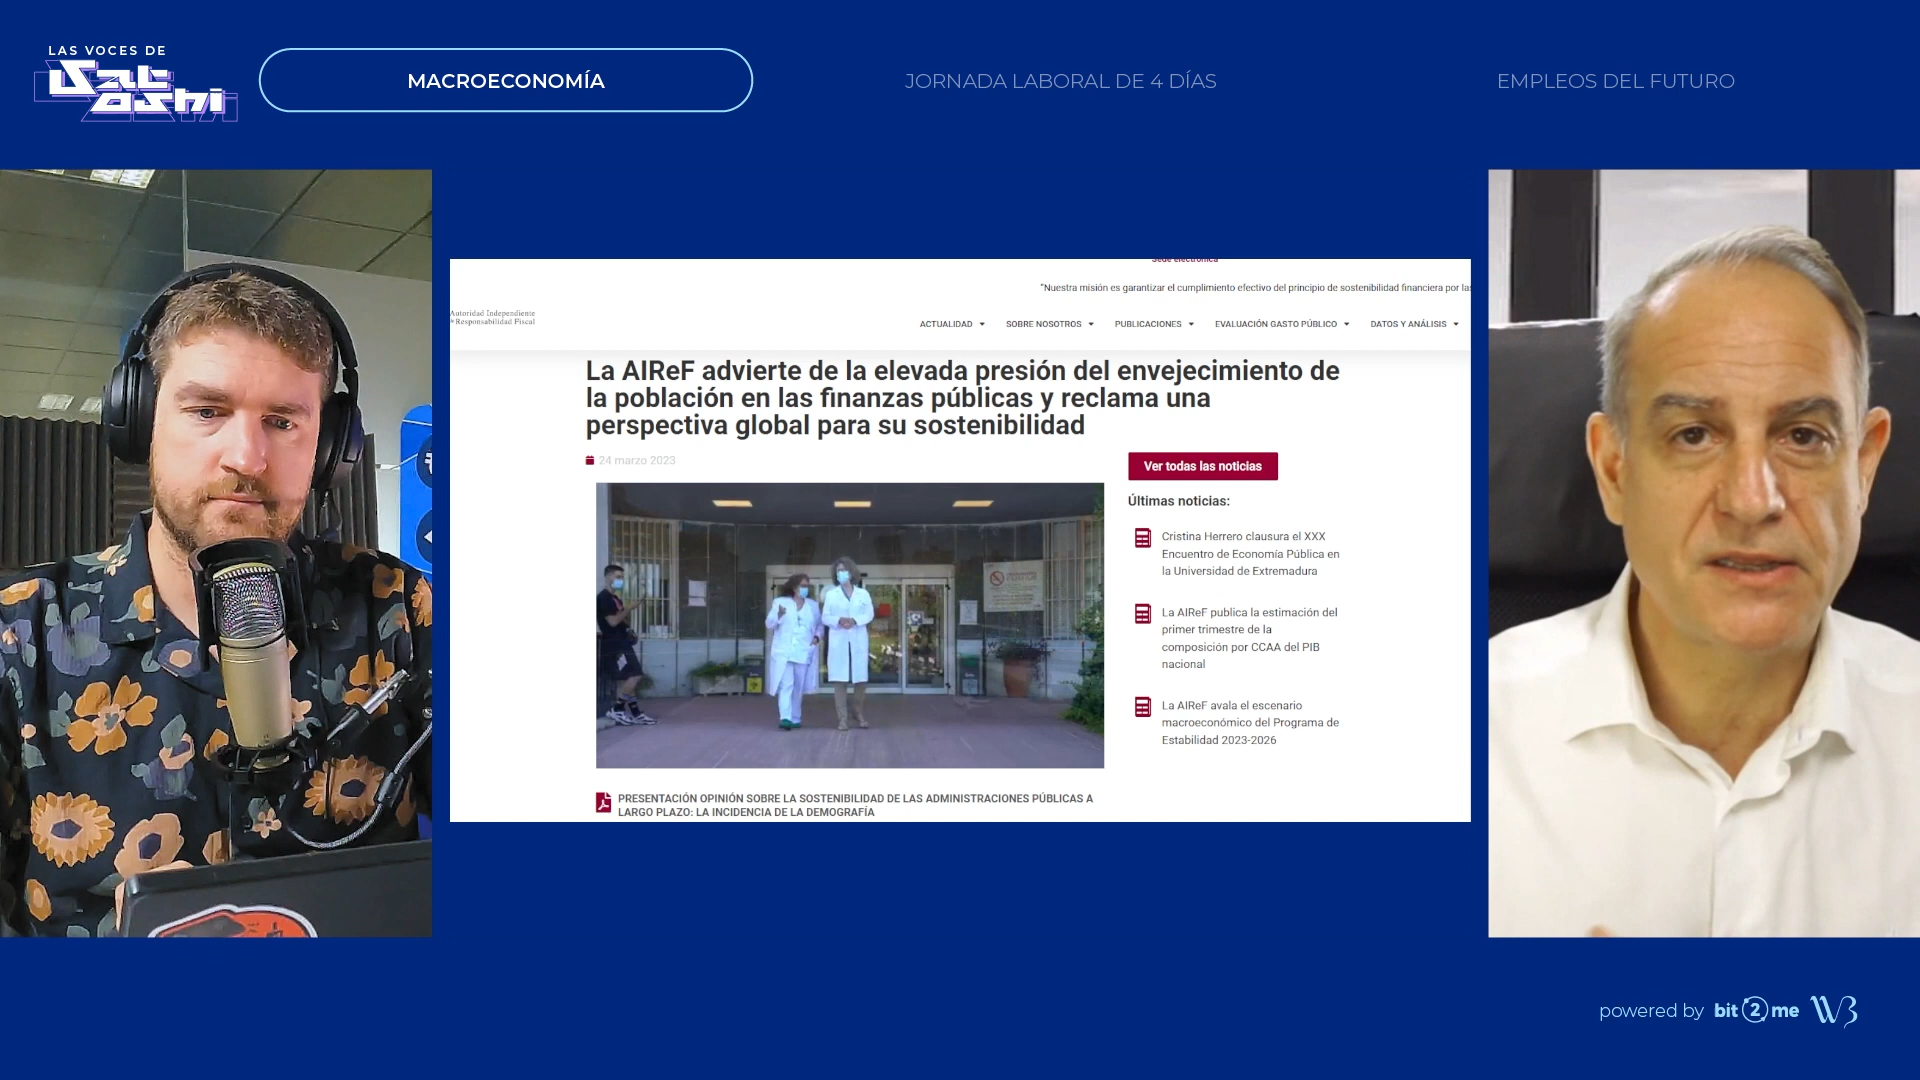 LAS VOCES DE
Satoshi
MACROECONOMÍA
JORNADA LABORAL DE 4 DÍAS
EMPLEOS DEL FUTURO
Sede electrónica
"Nuestra misión es garantizar el cumplimiento efectivo del principio de sostenibilidad financiera por las
Autoridad Independiente
de Responsabilidad Fiscal
ACTUALIDAD
SOBRE NOSOTROS
PUBLICACIONES
EVALUACIÓN GASTO PÚBLICO
DATOS Y ANÁLISIS
La AIReF advierte de la elevada presión del envejecimiento de
la población en las finanzas públicas y reclama una
perspectiva global para su sostenibilidad
24 marzo 2023
Ver todas las noticias
Últimas noticias:
Cristina Herrero clausura el XXX
Encuentro de Economía Pública en
la Universidad de Extremadura
La AIReF publica la estimación del
primer trimestre de la
composición por CCAA del PIB
nacional
La AIReF avala el escenario
macroeconómico del Programa de
Estabilidad 2023-2026
PRESENTACIÓN OPINIÓN SOBRE LA SOSTENIBILIDAD DE LAS ADMINISTRACIONES PÚBLICAS A
LARGO PLAZO: LA INCIDENCIA DE LA DEMOGRAFÍA
powered by bit2me W3